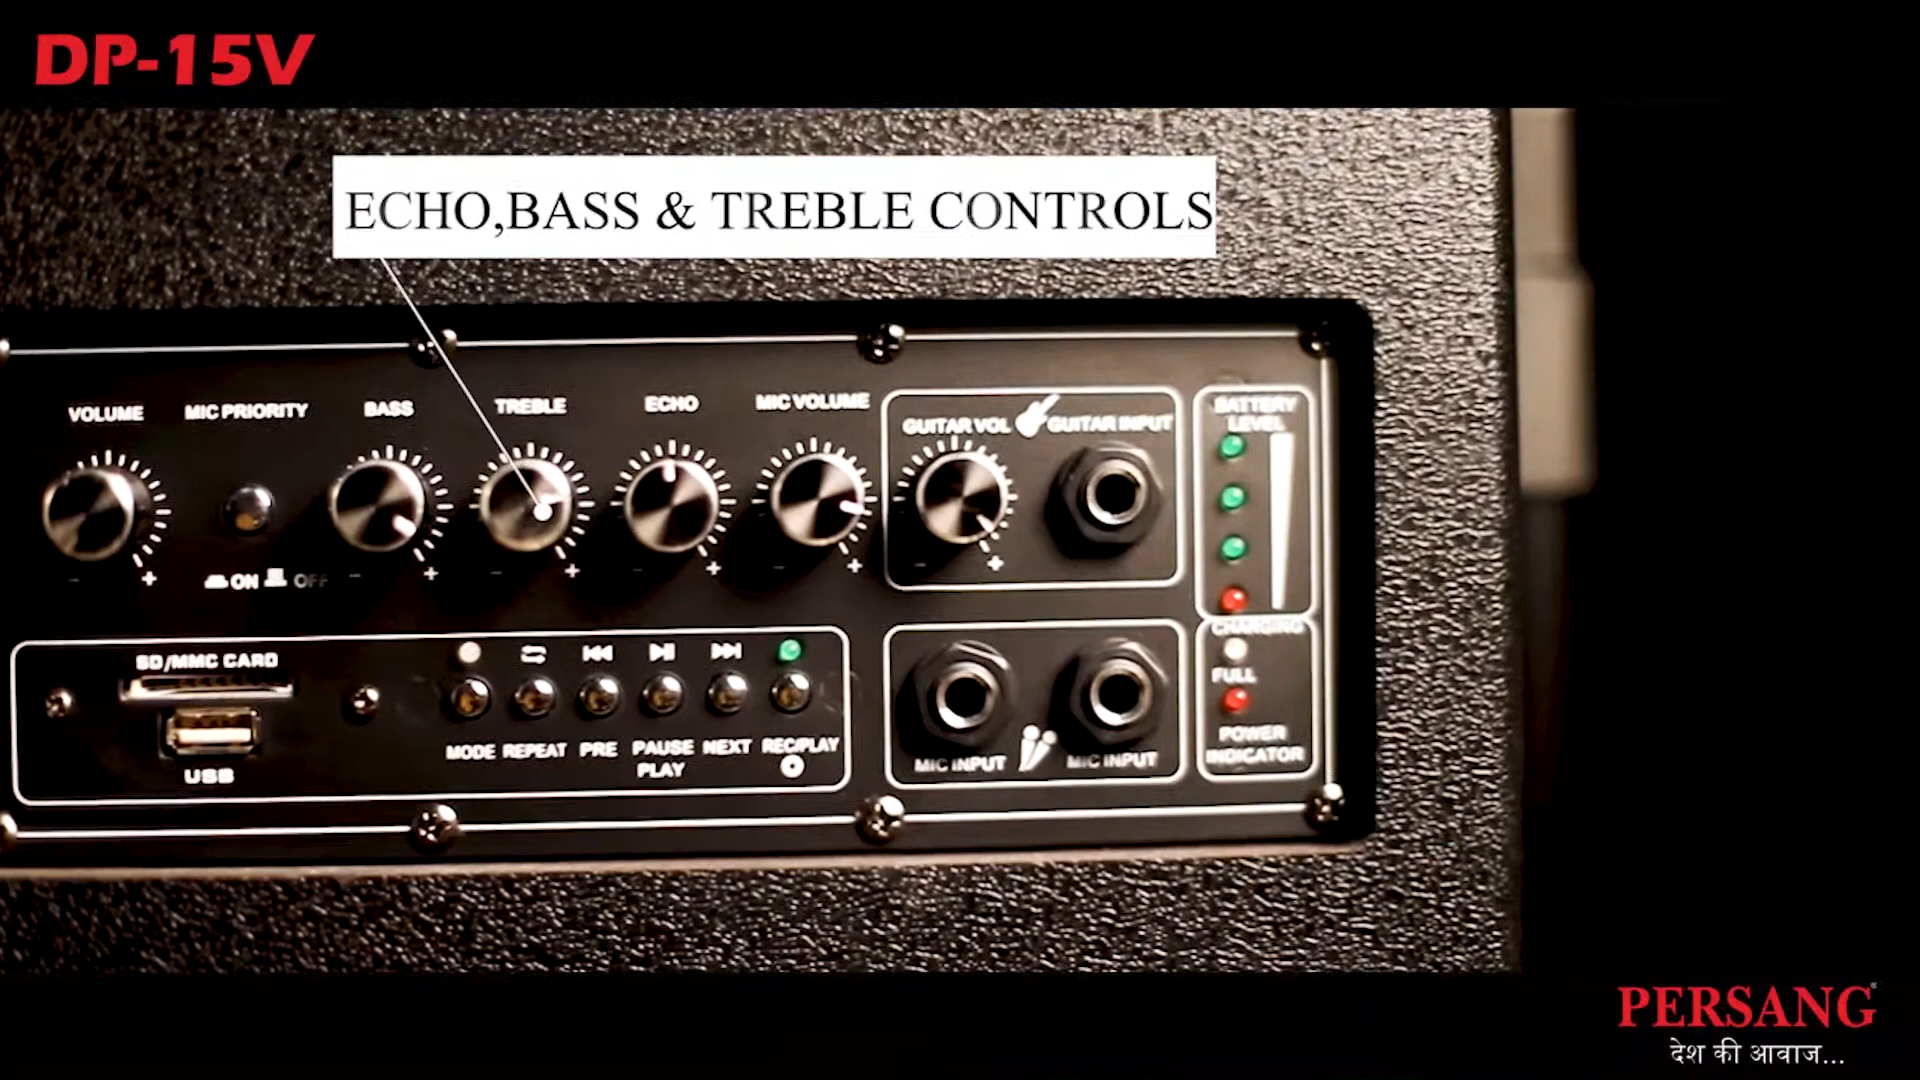 DP-15V
ECHO,BASS & TREBLE CONTROLS
VOLUME
MIC PRIORITY
BASS
TREBLE
ECHO
MIC VOLUME
GUITAR VOL
GUITAR INPUT
BATTERY
LEVEL
- +
ON OFF
- +
- +
- +
- +
- +
CHARGING
FULL
POWER
INDICATOR
SD/MMC CARD
USB
MODE REPEAT PRE PAUSE NEXT REC/PLAY
PLAY
MIC INPUT
MIC INPUT
PERSANG
देश की आवाज...